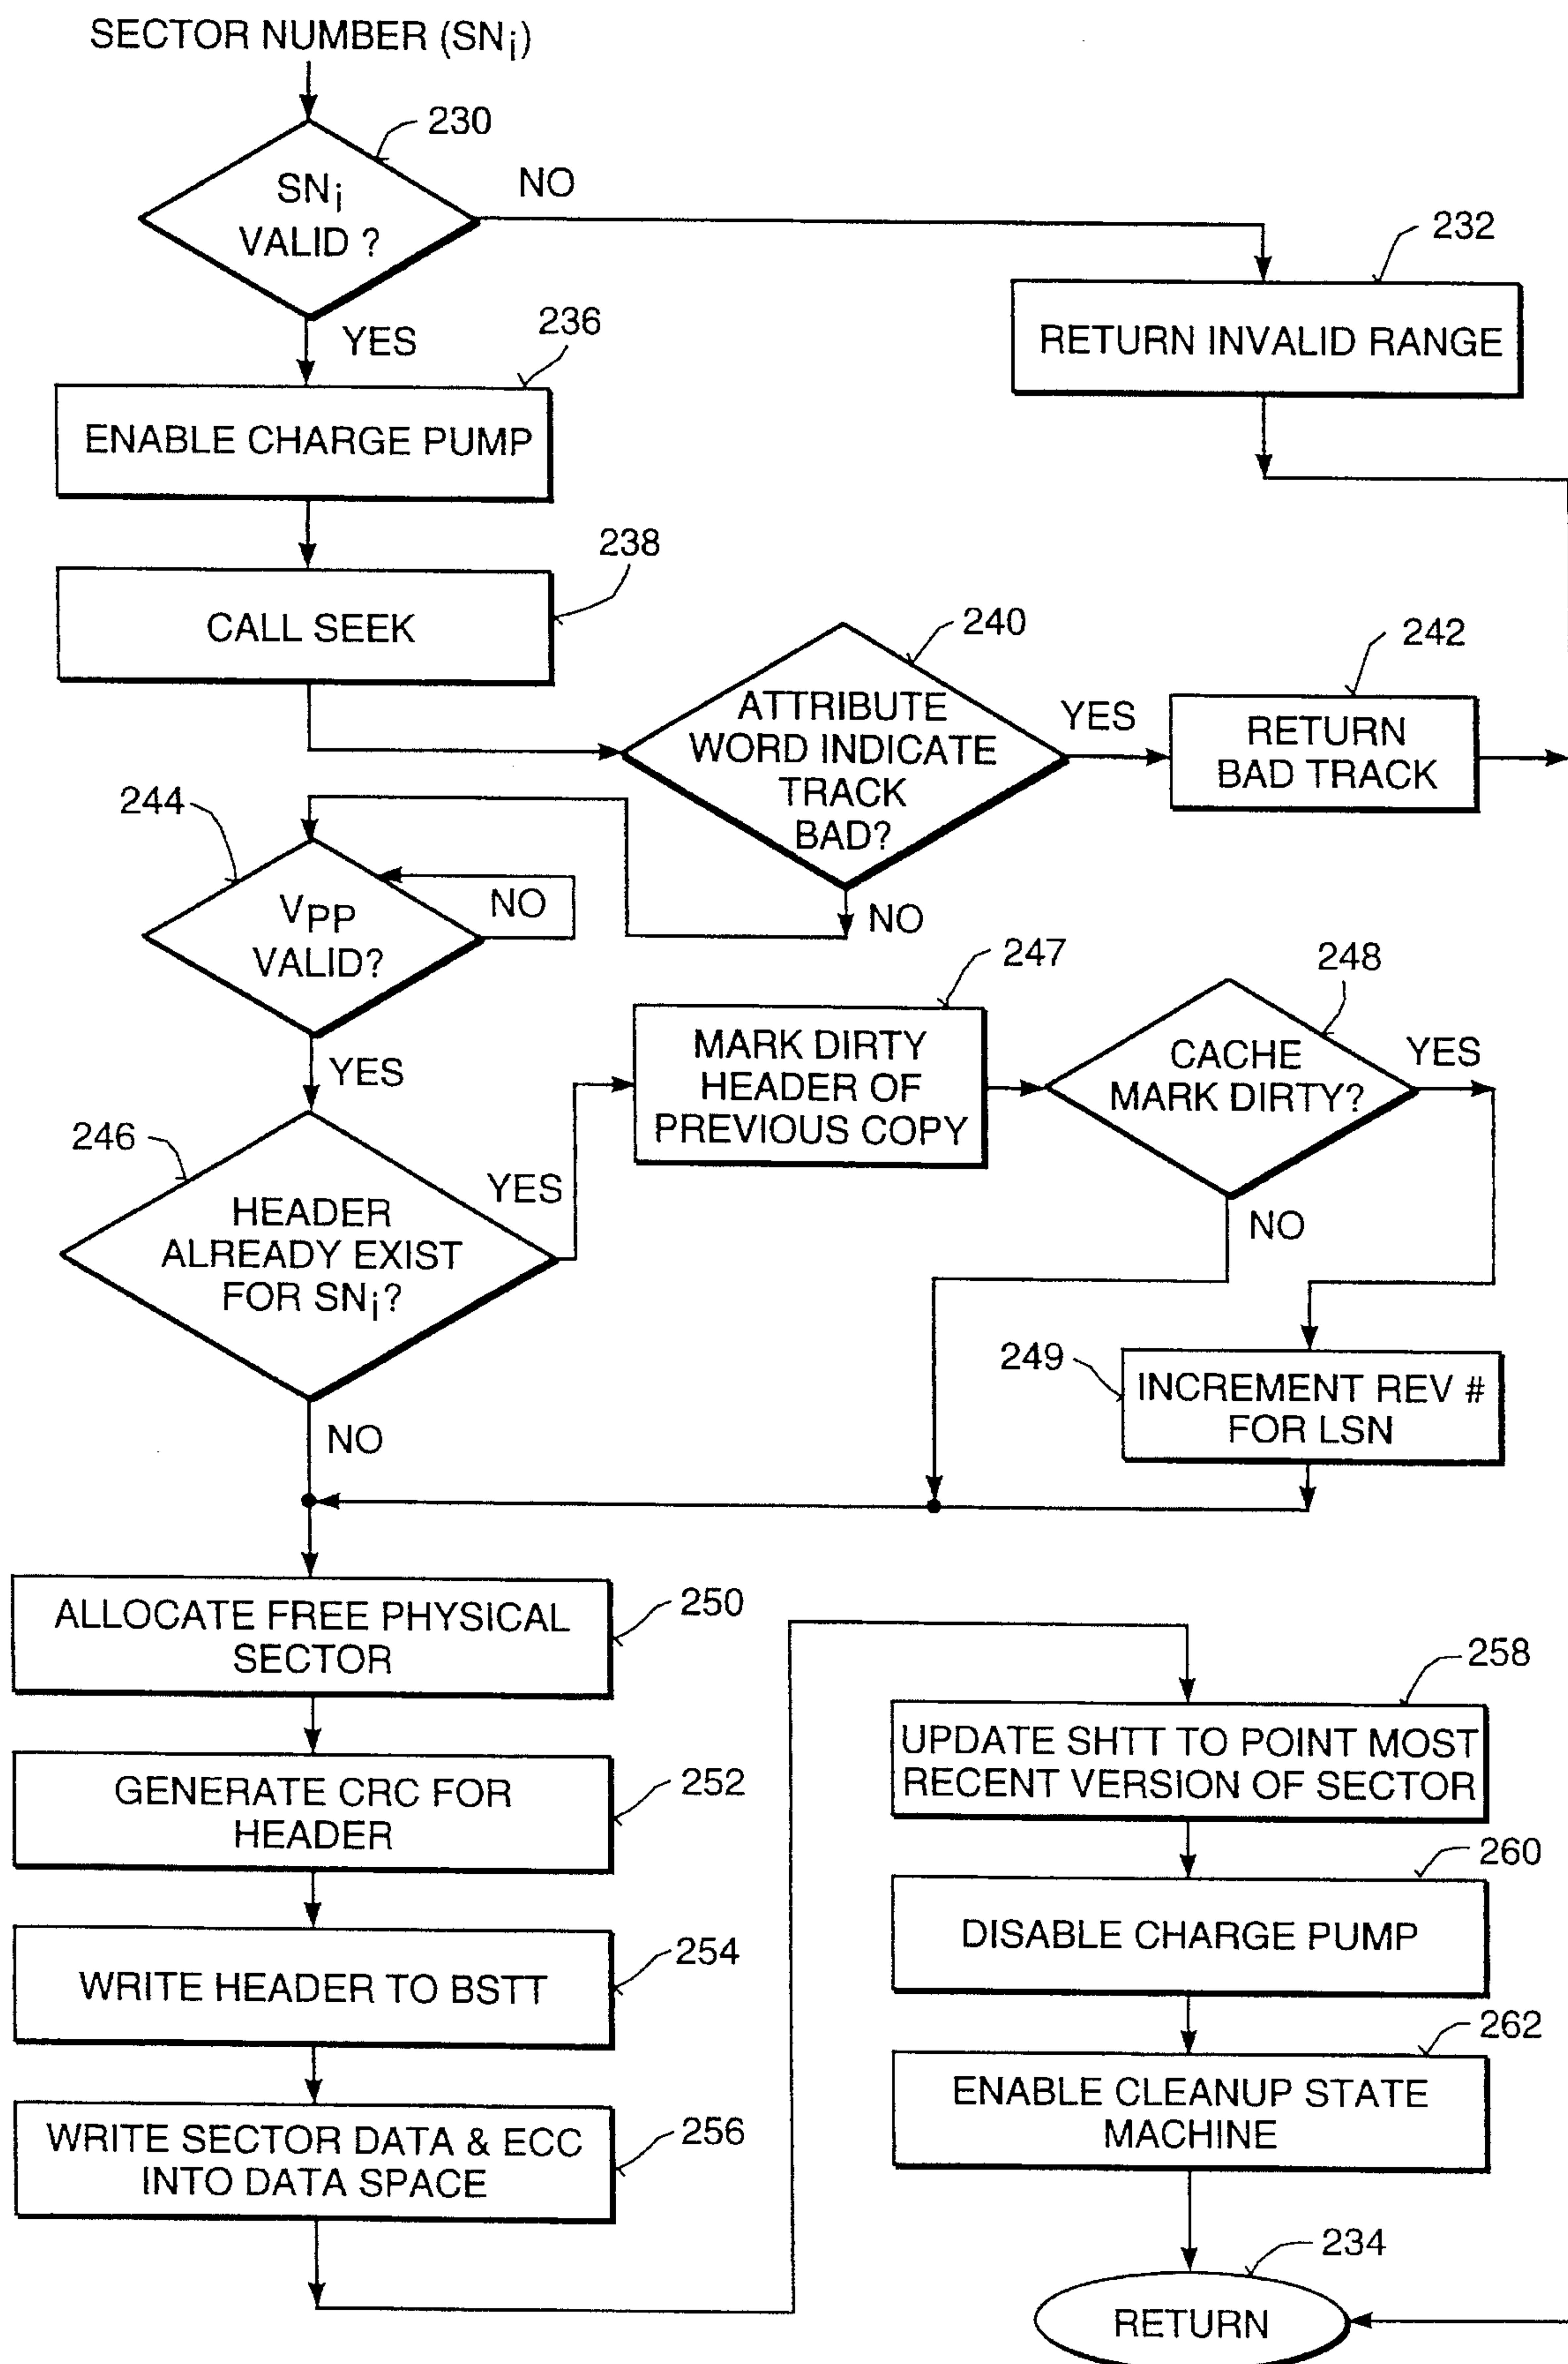 SECTOR NUMBER (SNi)
230
SNi
VALID ?
NO
232
RETURN INVALID RANGE
YES
236
ENABLE CHARGE PUMP
238
CALL SEEK
240
ATTRIBUTE
WORD INDICATE
TRACK
BAD?
YES
242
RETURN
BAD TRACK
NO
244
VPP
VALID?
NO
YES
246
HEADER
ALREADY EXIST
FOR SNi?
YES
247
MARK DIRTY
HEADER OF
PREVIOUS COPY
248
CACHE
MARK DIRTY?
YES
NO
249
INCREMENT REV #
FOR LSN
NO
250
ALLOCATE FREE PHYSICAL
SECTOR
252
GENERATE CRC FOR
HEADER
254
WRITE HEADER TO BSTT
256
WRITE SECTOR DATA & ECC
INTO DATA SPACE
258
UPDATE SHTT TO POINT MOST
RECENT VERSION OF SECTOR
260
DISABLE CHARGE PUMP
262
ENABLE CLEANUP STATE
MACHINE
234
RETURN